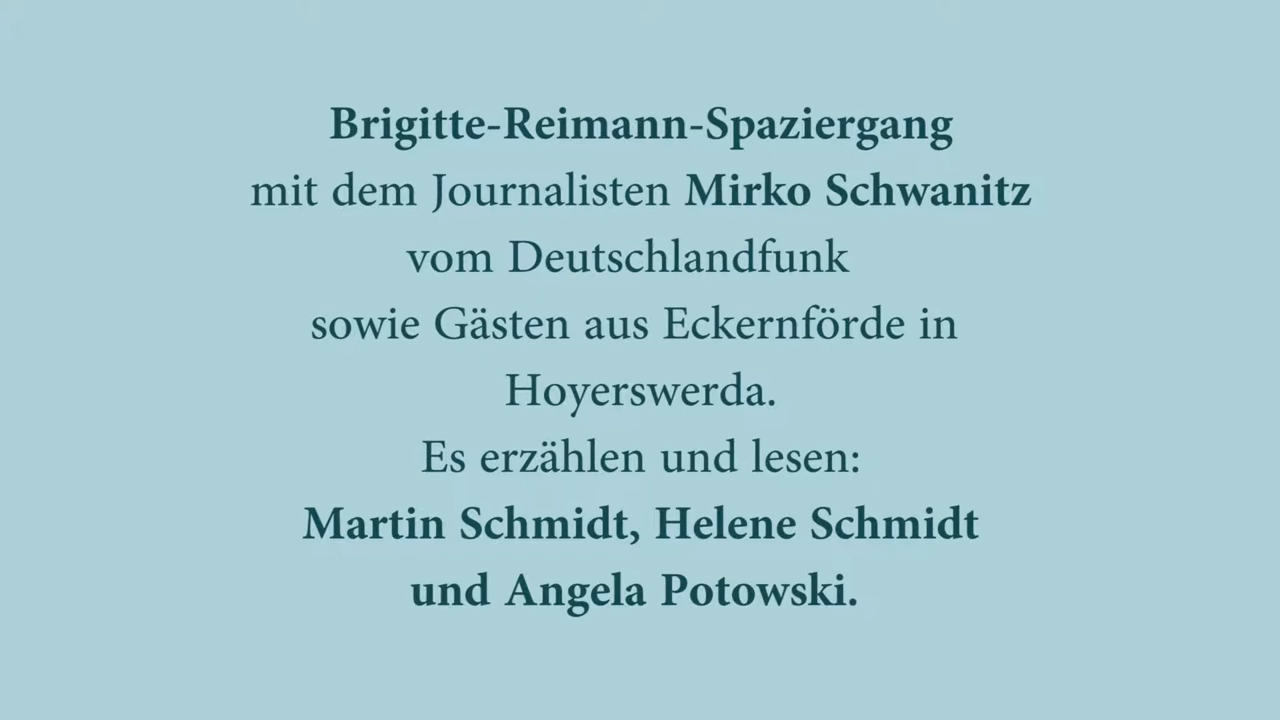 Brigitte-Reimann-Spaziergang
mit dem Journalisten Mirko Schwanitz
vom Deutschlandfunk
sowie Gästen aus Eckernförde in
Hoyerswerda.
Es erzählen und lesen:
Martin Schmidt, Helene Schmidt
und Angela Potowski.